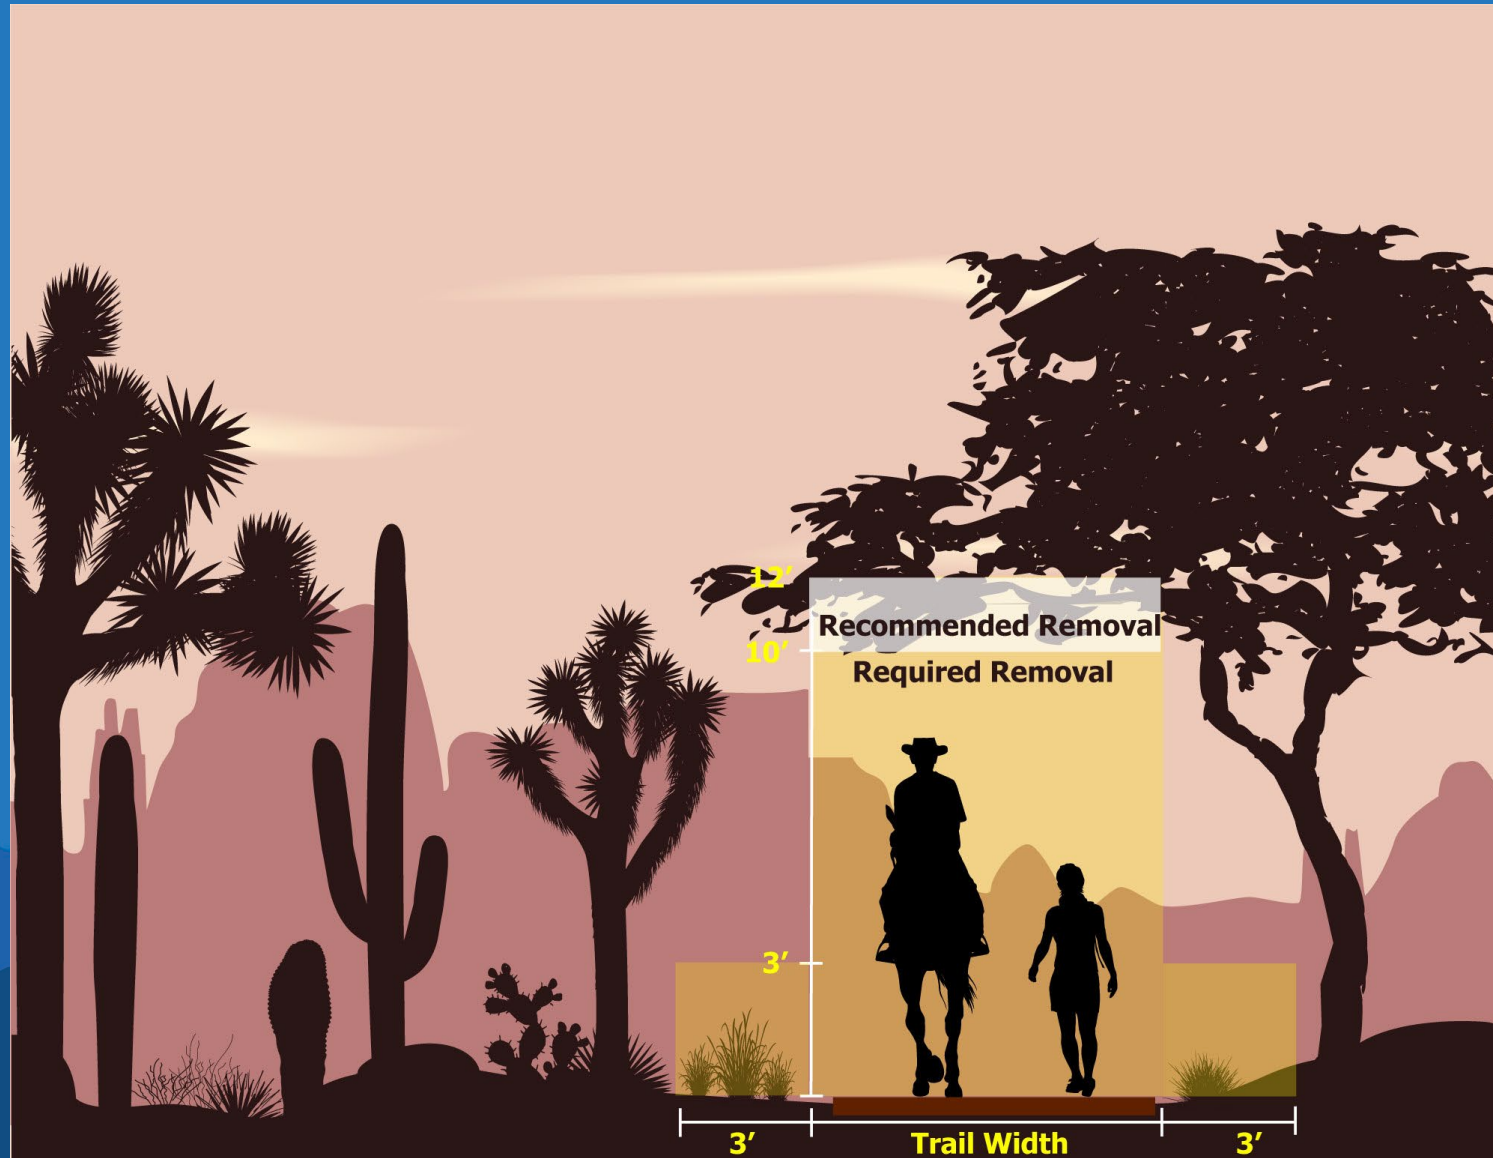 12’
Recommended Removal
10’
Required Removal
3’
3’
Trail Width
3’